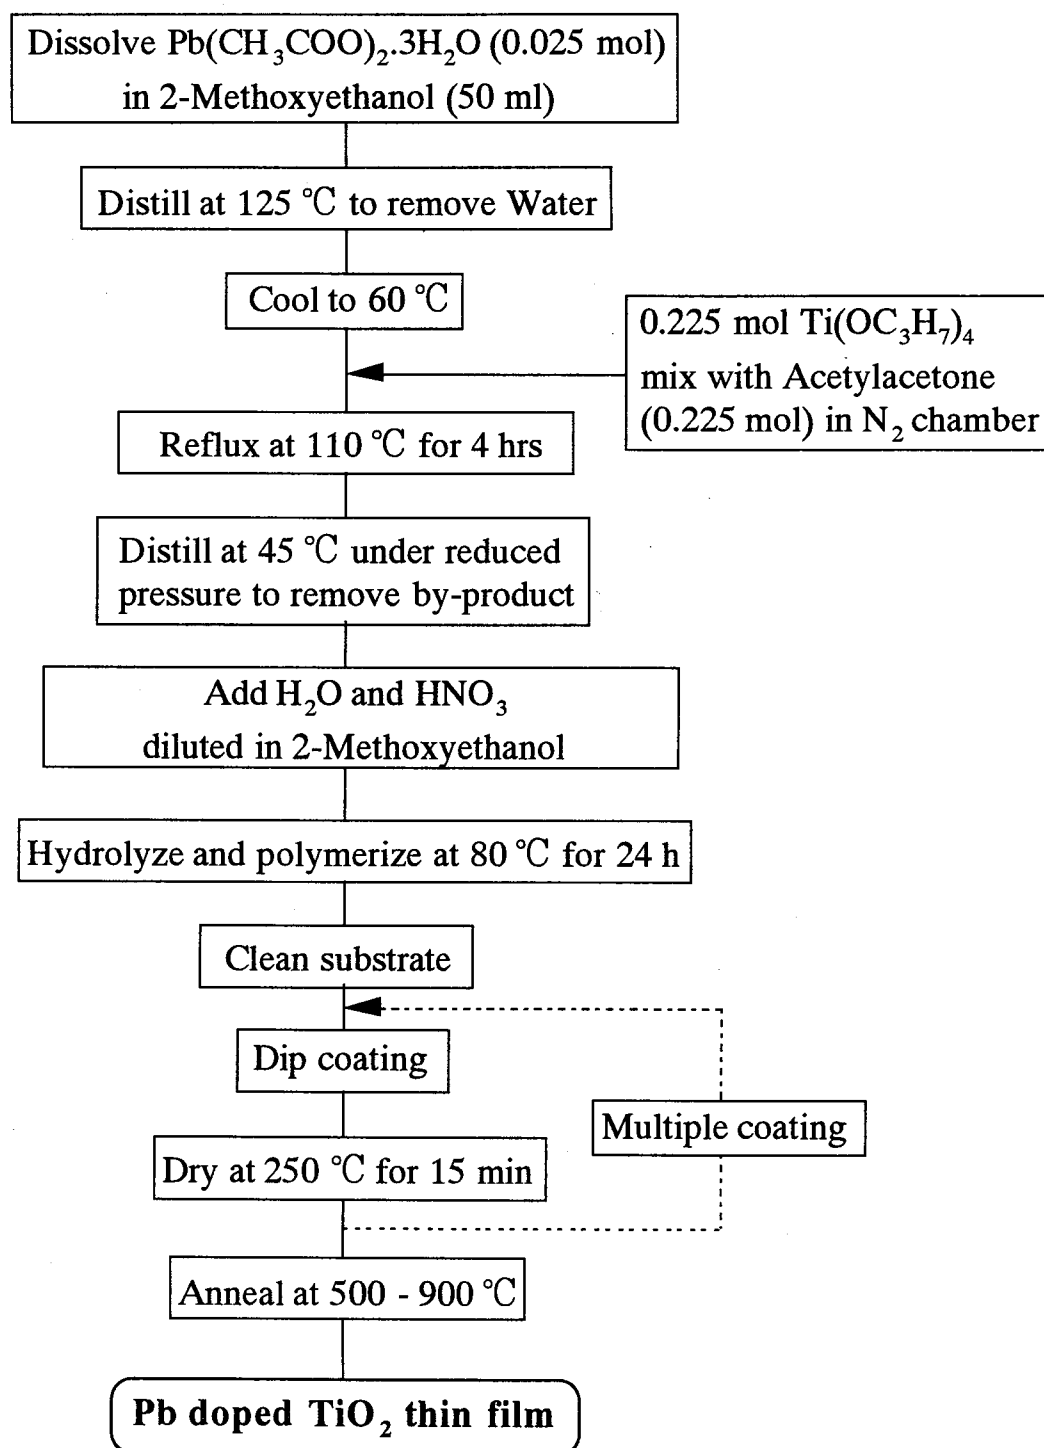 Dissolve Pb(CH₃COO)₂.3H₂O (0.025 mol)
in 2-Methoxyethanol (50 ml)
Distill at 125 ℃ to remove Water
Cool to 60 ℃
0.225 mol Ti(OC₃H₇)₄
mix with Acetylacetone
(0.225 mol) in N₂ chamber
Reflux at 110 ℃ for 4 hrs
Distill at 45 ℃ under reduced
pressure to remove by-product
Add H₂O and HNO₃
diluted in 2-Methoxyethanol
Hydrolyze and polymerize at 80 ℃ for 24 h
Clean substrate
Dip coating
Multiple coating
Dry at 250 ℃ for 15 min
Anneal at 500 - 900 ℃
Pb doped TiO₂ thin film